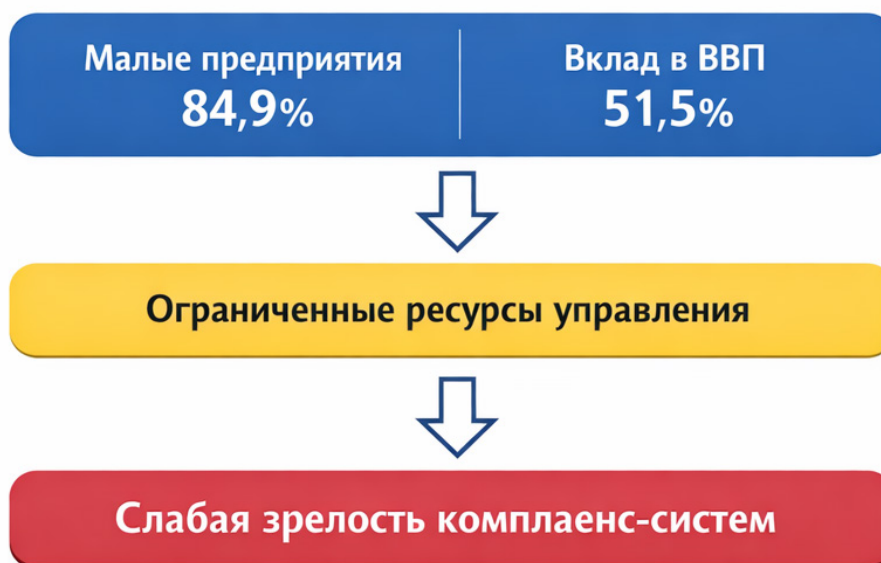 Малые предприятия
84,9%
Вклад в ВВП
51,5%
Ограниченные ресурсы управления
Слабая зрелость комплаенс-систем